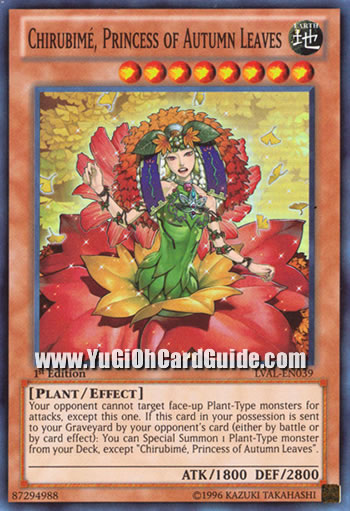 Chirubimé, Princess of Autumn Leaves
EARTH
地
www.YuGiOhCardGuide.com
1st Edition
LVAL-EN039
[Plant/Effect]
Your opponent cannot target face-up Plant-Type monsters for
attacks, except this one. If this card in your possession is sent
to your Graveyard by your opponent's card (either by battle or
by card effect): You can Special Summon 1 Plant-Type monster
from your Deck, except "Chirubimé, Princess of Autumn Leaves".
ATK/1800 DEF/2800
87294988
©1996 KAZUKI TAKAHASHI